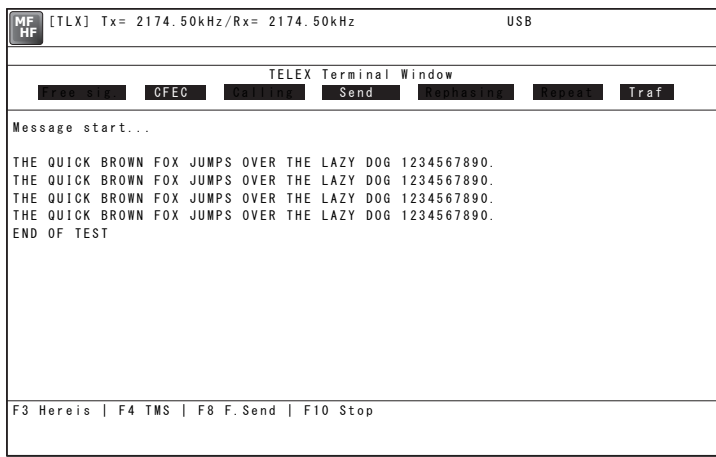 MF
HF
[TLX] Tx= 2174.50kHz/Rx= 2174.50kHz USB
TELEX Terminal Window
Free sig. CFEC Calling Send Rephasing Repeat Traf
Message start...
THE QUICK BROWN FOX JUMPS OVER THE LAZY DOG 1234567890.
THE QUICK BROWN FOX JUMPS OVER THE LAZY DOG 1234567890.
THE QUICK BROWN FOX JUMPS OVER THE LAZY DOG 1234567890.
THE QUICK BROWN FOX JUMPS OVER THE LAZY DOG 1234567890.
END OF TEST
F3 Hereis | F4 TMS | F8 F.Send | F10 Stop